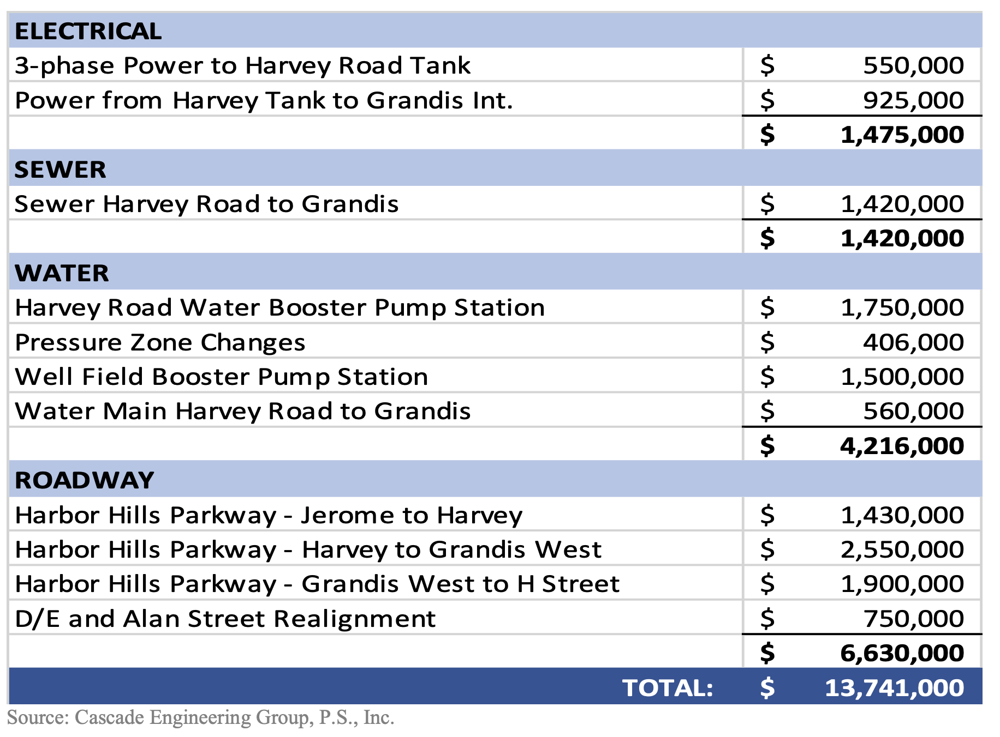 ELECTRICAL
3-phase Power to Harvey Road Tank $ 550,000
Power from Harvey Tank to Grandis Int. $ 925,000
$ 1,475,000
SEWER
Sewer Harvey Road to Grandis $ 1,420,000
$ 1,420,000
WATER
Harvey Road Water Booster Pump Station $ 1,750,000
Pressure Zone Changes $ 406,000
Well Field Booster Pump Station $ 1,500,000
Water Main Harvey Road to Grandis $ 560,000
$ 4,216,000
ROADWAY
Harbor Hills Parkway - Jerome to Harvey $ 1,430,000
Harbor Hills Parkway - Harvey to Grandis West $ 2,550,000
Harbor Hills Parkway - Grandis West to H Street $ 1,900,000
D/E and Alan Street Realignment $ 750,000
$ 6,630,000
TOTAL: $ 13,741,000
Source: Cascade Engineering Group, P.S., Inc.